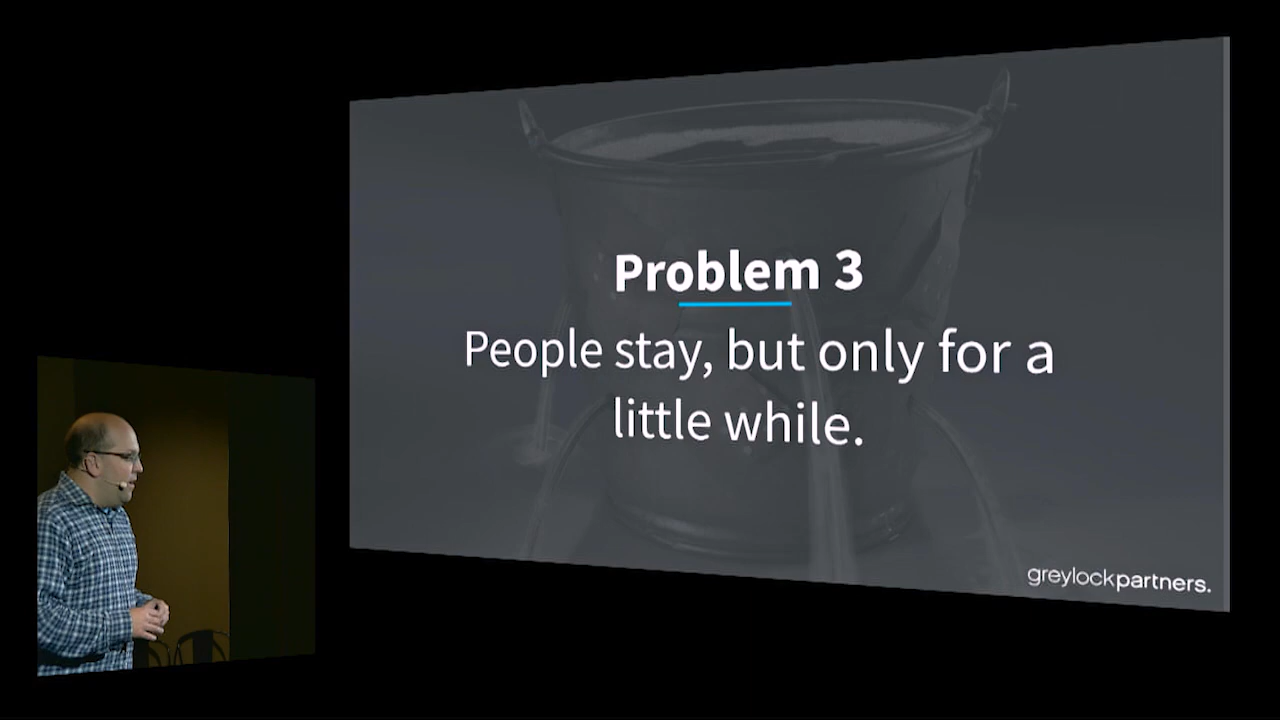 Problem 3
People stay, but only for a
little while.
greylockpartners.